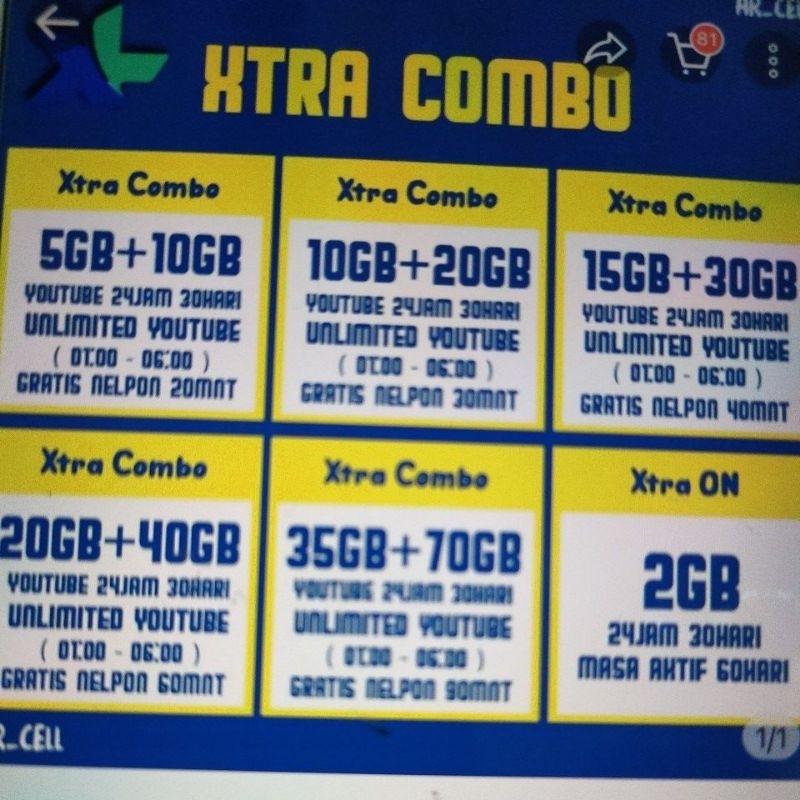 AR_CELL
81
XL
XTRA COMBO
Xtra Combo
5GB+10GB
YOUTUBE 24JAM 30HARI
UNLIMITED YOUTUBE
( 01:00 - 06:00 )
GRATIS NELPON 20MNT
Xtra Combo
10GB+20GB
YOUTUBE 24JAM 30HARI
UNLIMITED YOUTUBE
( 01:00 - 06:00 )
GRATIS NELPON 30MNT
Xtra Combo
15GB+30GB
YOUTUBE 24JAM 30HARI
UNLIMITED YOUTUBE
( 01:00 - 06:00 )
GRATIS NELPON 40MNT
Xtra Combo
20GB+40GB
YOUTUBE 24JAM 30HARI
UNLIMITED YOUTUBE
( 01:00 - 06:00 )
GRATIS NELPON 60MNT
Xtra Combo
35GB+70GB
YOUTUBE 24JAM 30HARI
UNLIMITED YOUTUBE
( 01:00 - 06:00 )
GRATIS NELPON 90MNT
Xtra ON
2GB
24JAM 30HARI
MASA AKTIF 60HARI
R_CELL
1/1